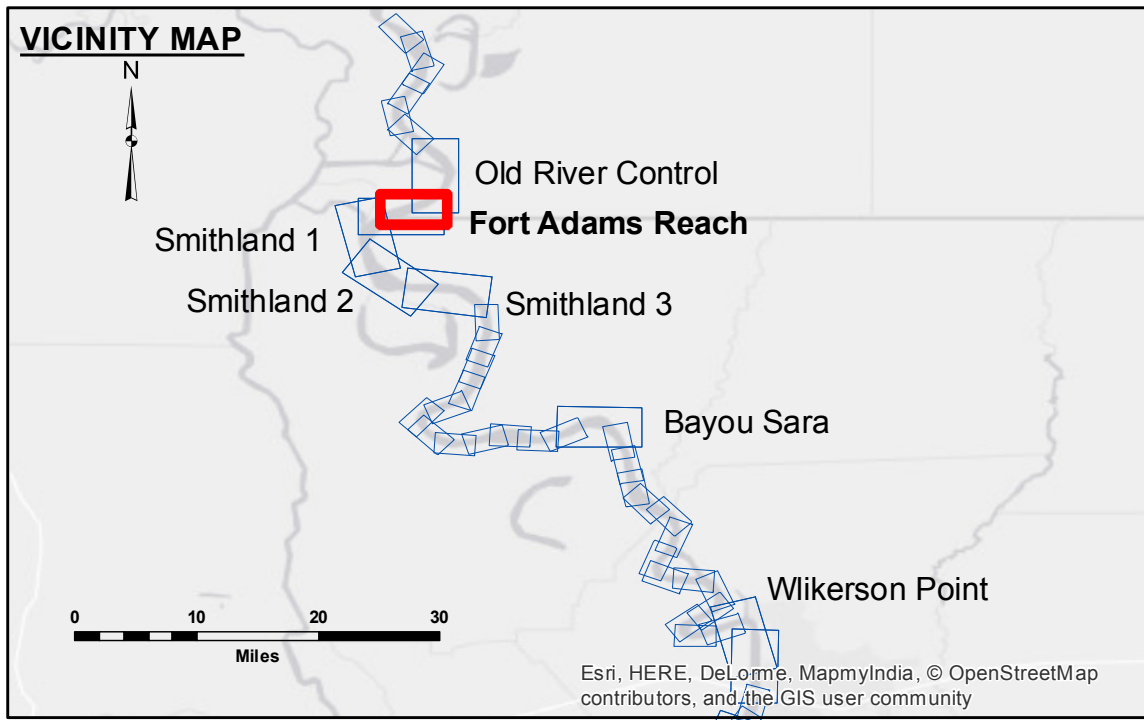 VICINITY MAP
N
Old River Control
Fort Adams Reach
Smithland 1
Smithland 2
Smithland 3
Bayou Sara
Wlikerson Point
0 10 20 30
Miles
Esri, HERE, DeLorme, MapmyIndia, © OpenStreetMap
contributors, and the GIS user community